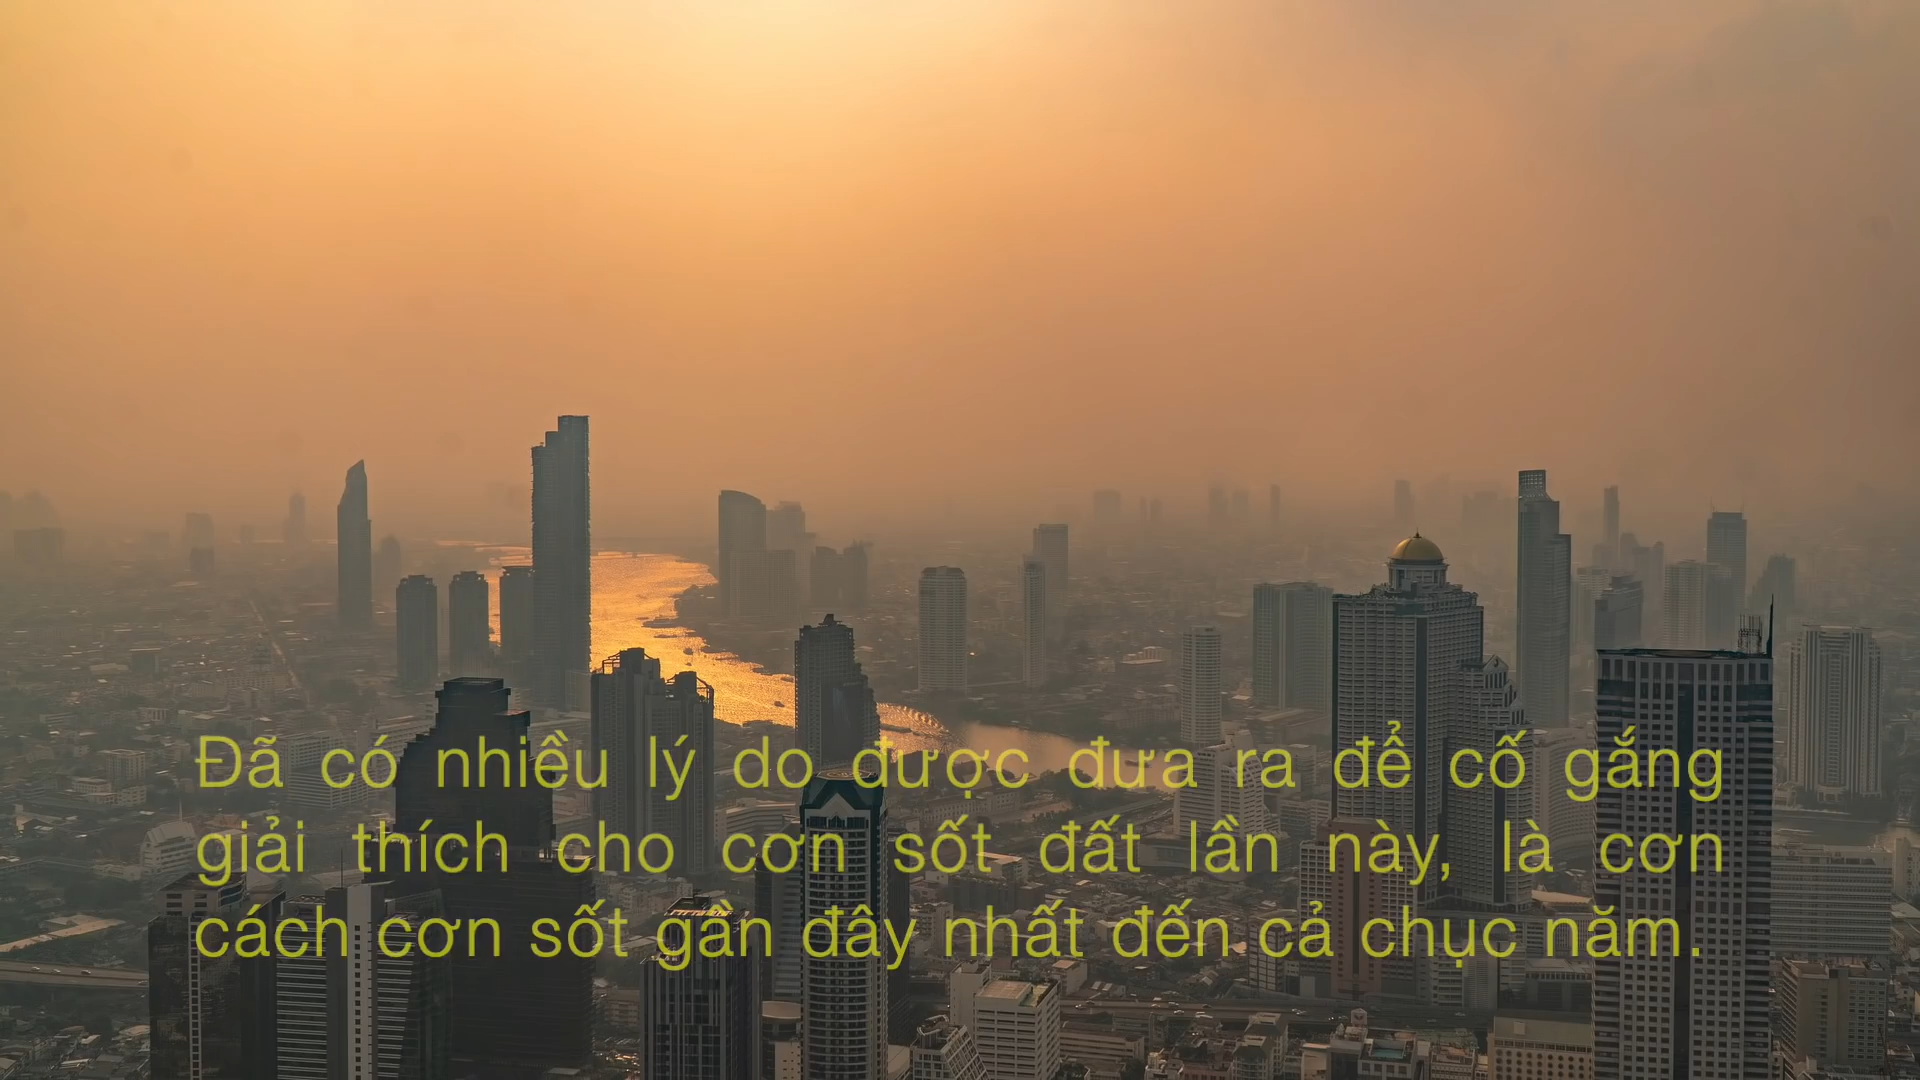 Đã có nhiều lý do được đưa ra để cố gắng
giải thích cho cơn sốt đất lần này, là cơn
cách cơn sốt gần đây nhất đến cả chục năm.